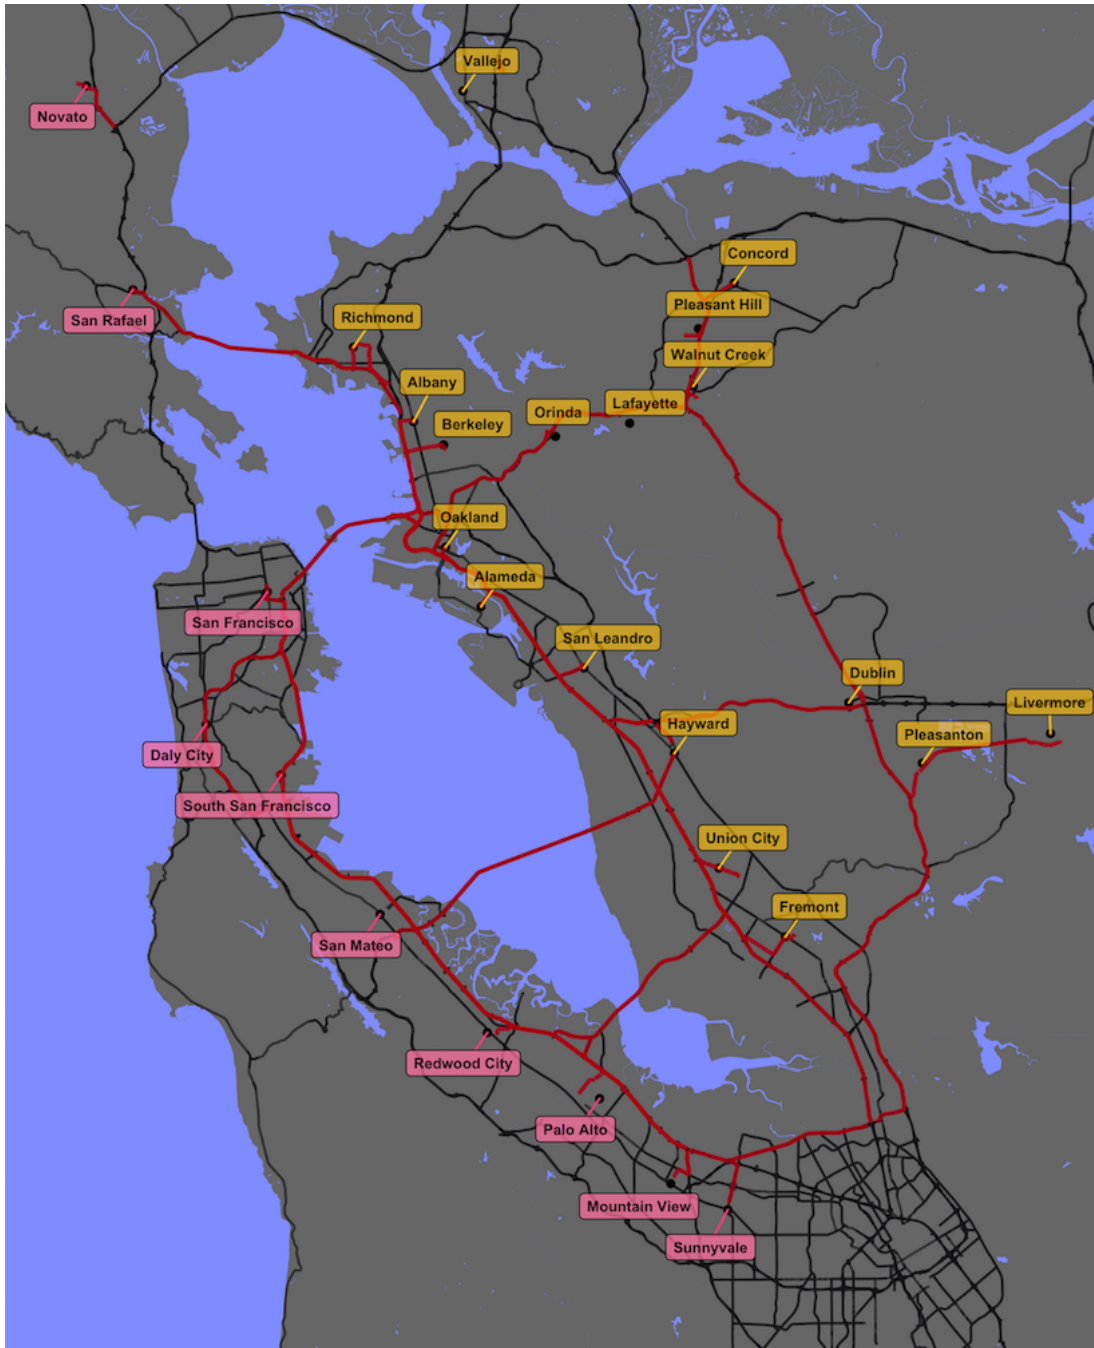 Vallejo
Novato
Concord
Pleasant Hill
San Rafael
Richmond
Walnut Creek
Albany
Lafayette
Orinda
Berkeley
Oakland
Alameda
San Francisco
San Leandro
Dublin
Livermore
Hayward
Pleasanton
Daly City
South San Francisco
Union City
Fremont
San Mateo
Redwood City
Palo Alto
Mountain View
Sunnyvale